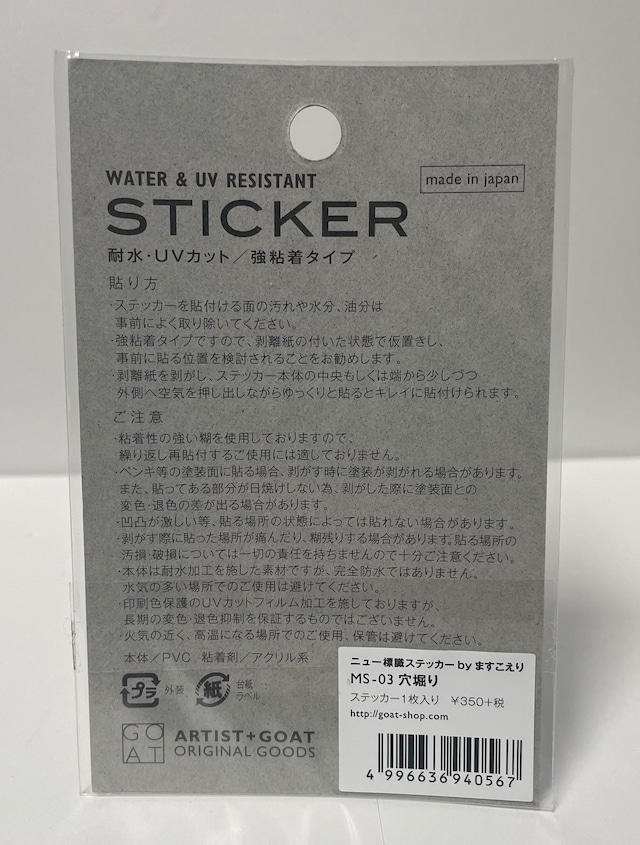 WATER & UV RESISTANT
made in japan
STICKER
耐水・UVカット／強粘着タイプ
貼り方
・ステッカーを貼付ける面の汚れや水分、油分は
事前によく取り除いてください。
・強粘着タイプですので、剥離紙の付いた状態で仮置きし、
事前に貼る位置を検討されることをお勧めします。
・剥離紙を剥がし、ステッカー本体の中央もしくは端から少しづつ
外側へ空気を押し出しながらゆっくりと貼るとキレイに貼付けられます。
ご注意
・粘着性の強い糊を使用しておりますので、
繰り返し再貼付するご使用には適しておりません。
・ペンキ等の塗装面に貼る場合、剥がす時に塗装が剥がれる場合があります。
また、貼ってある部分が日焼けしない為、剥がした際に塗装面との
変色・退色の差が出る場合があります。
・凹凸が激しい等、貼る場所の状態によっては貼れない場合があります。
・剥がす際に貼った場所が痛んだり、糊残りする場合があります。貼る場所の
汚損・破損については一切の責任を持ちませんので十分ご注意ください。
・本体は耐水加工を施した素材ですが、完全防水ではありません。
水気の多い場所でのご使用は避けてください。
・印刷色保護のUVカットフィルム加工を施しておりますが、
長期の変色・退色抑制を保証するものではございません。
・火気の近く、高温になる場所でのご使用、保管は避けてください。
本体／PVC 粘着剤／アクリル系
プラ 外装 紙 台紙
ラベル
GOAT
ARTIST+GOAT
ORIGINAL GOODS
ニュー標識ステッカー by ますこえり
MS-03 穴堀り
ステッカー1枚入り ¥350+税
http://goat-shop.com/
4 996636 940567